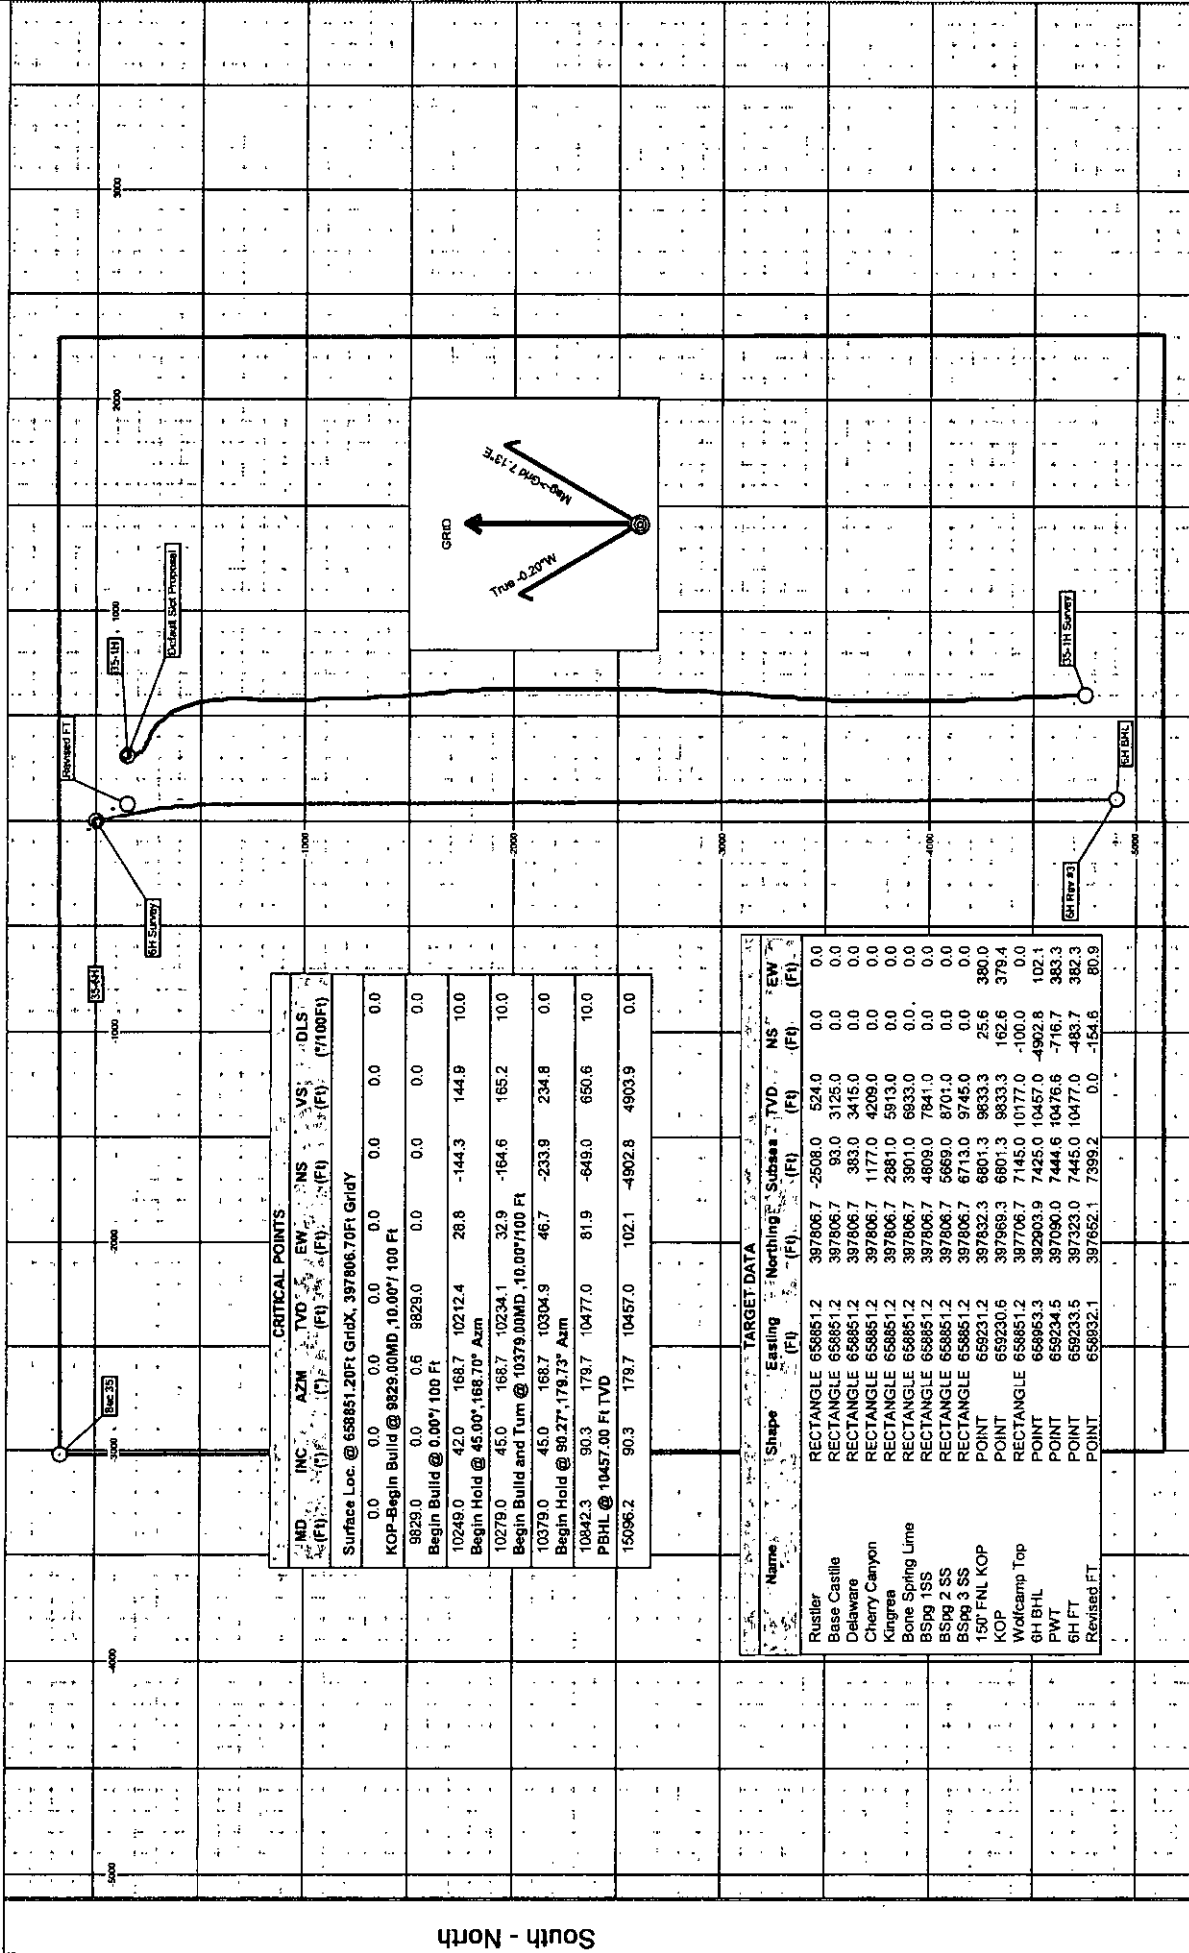 South - North
Sec 35
35-6H
6H Survey
Revised FT
35-1H
Default Slot Proposal
-5000
-4000
-3000
-2000
-1000
1000
2000
3000
-1000
-2000
-3000
-4000
-5000
GRID
True -0.20°W
Mag->Grid 7.13°E
35-1H Survey
6H BHL
6H Rev #3
CRITICAL POINTS
MD INC AZM TVD EW NS VS DLS
(Ft) (°) (°) (Ft) (Ft) (Ft) (Ft) (°/100Ft)
Surface Loc @ 658851.20Ft GridX, 397806.70Ft GridY
0.0 0.0 0.0 0.0 0.0 0.0 0.0 0.0
KOP-Begin Build @ 9829.00MD,10.00°/ 100 Ft
9829.0 0.0 0.6 9829.0 0.0 0.0 0.0 0.0
Begin Build @ 0.00°/ 100 Ft
10249.0 42.0 168.7 10212.4 28.8 -144.3 144.9 10.0
Begin Hold @ 45.00°,168.70° Azm
10279.0 45.0 168.7 10234.1 32.9 -164.6 165.2 10.0
Begin Build and Turn @ 10379.00MD ,10.00°/100 Ft
10379.0 45.0 168.7 10304.9 46.7 -233.9 234.8 0.0
Begin Hold @ 90.27°,179.73° Azm
10842.3 90.3 179.7 10477.0 81.9 -649.0 650.6 10.0
PBHL @ 10457.00 Ft TVD
15096.2 90.3 179.7 10457.0 102.1 -4902.8 4903.9 0.0
TARGET DATA
Name Shape Easting Northing Subsea TVD NS EW
(Ft) (Ft) (Ft) (Ft) (Ft)
Rustler RECTANGLE 658851.2 397806.7 -2508.0 524.0 0.0 0.0
Base Castile RECTANGLE 658851.2 397806.7 93.0 3125.0 0.0 0.0
Delaware RECTANGLE 658851.2 397806.7 383.0 3415.0 0.0 0.0
Cherry Canyon RECTANGLE 658851.2 397806.7 1177.0 4209.0 0.0 0.0
Kingrea RECTANGLE 658851.2 397806.7 2881.0 5913.0 0.0 0.0
Bone Spring Lime RECTANGLE 658851.2 397806.7 3901.0 6933.0 0.0 0.0
BSpg 1SS RECTANGLE 658851.2 397806.7 4809.0 7841.0 0.0 0.0
BSpg 2 SS RECTANGLE 658851.2 397806.7 5669.0 8701.0 0.0 0.0
BSpg 3 SS RECTANGLE 658851.2 397806.7 6713.0 9745.0 0.0 0.0
150' FNL KOP POINT 659231.2 397832.3 6801.3 9833.3 25.6 380.0
KOP POINT 659230.6 397969.3 6801.3 9833.3 162.6 379.4
Wolfcamp Top RECTANGLE 658851.2 397706.7 7145.0 10177.0 -100.0 0.0
6H BHL POINT 658953.3 392903.9 7425.0 10457.0 -4902.8 102.1
PWT POINT 659234.5 397090.0 7444.6 10476.6 -716.7 383.3
6H FT POINT 659233.5 397323.0 7445.0 10477.0 -483.7 382.3
Revised FT POINT 658932.1 397652.1 7399.2 0.0 -154.6 80.9